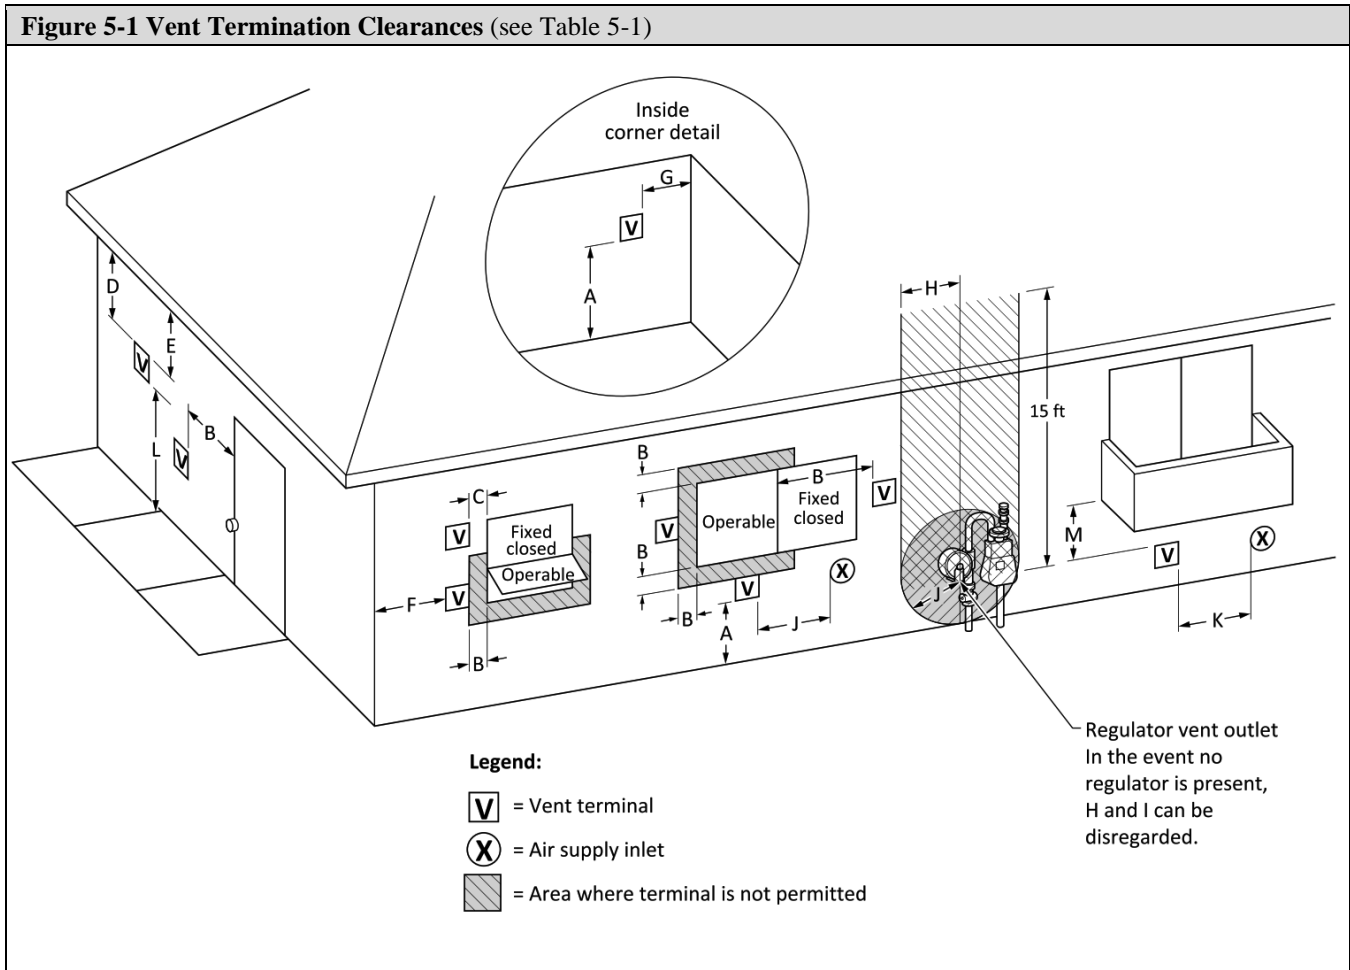 Figure 5-1 Vent Termination Clearances (see Table 5-1)
Inside
corner detail
G
V
A
D
E
V
L
B
V
H
15 ft
B
C
V
Fixed
closed
Operable
V
F
B
B
V
Operable
Fixed
closed
B
V
B
V
B
A
J
X
J
M
V
X
K
Regulator vent outlet
In the event no
regulator is present,
H and I can be
disregarded.
Legend:
V = Vent terminal
X = Air supply inlet
= Area where terminal is not permitted